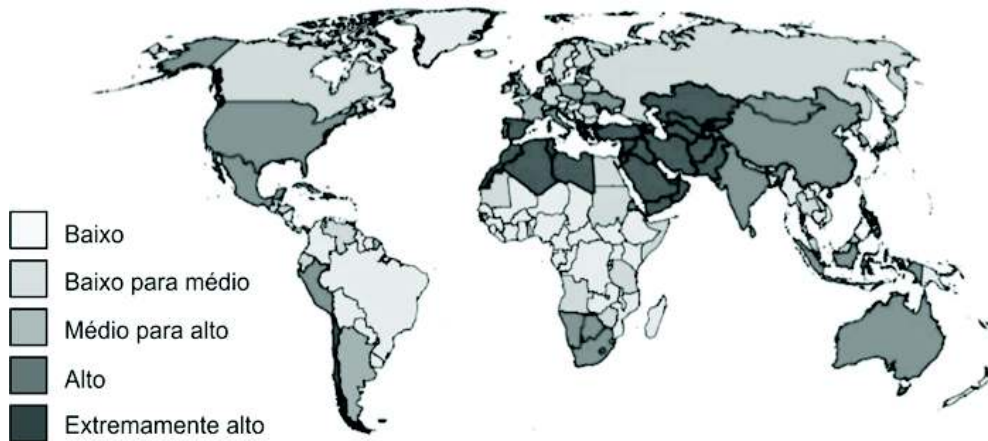 Baixo
Baixo para médio
Médio para alto
Alto
Extremamente alto